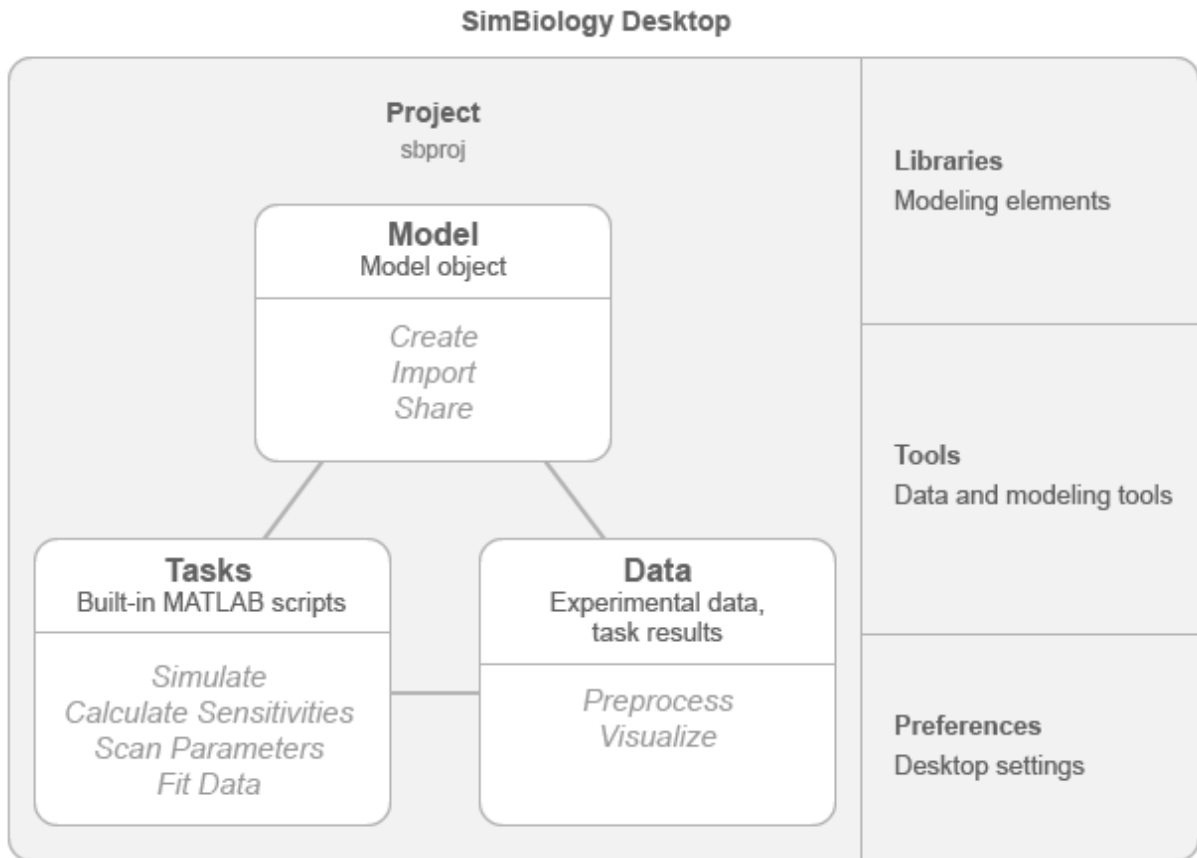 SimBiology Desktop
Project
sbproj
Model
Model object
Create
Import
Share
Tasks
Built-in MATLAB scripts
Simulate
Calculate Sensitivities
Scan Parameters
Fit Data
Data
Experimental data,
task results
Preprocess
Visualize
Libraries
Modeling elements
Tools
Data and modeling tools
Preferences
Desktop settings